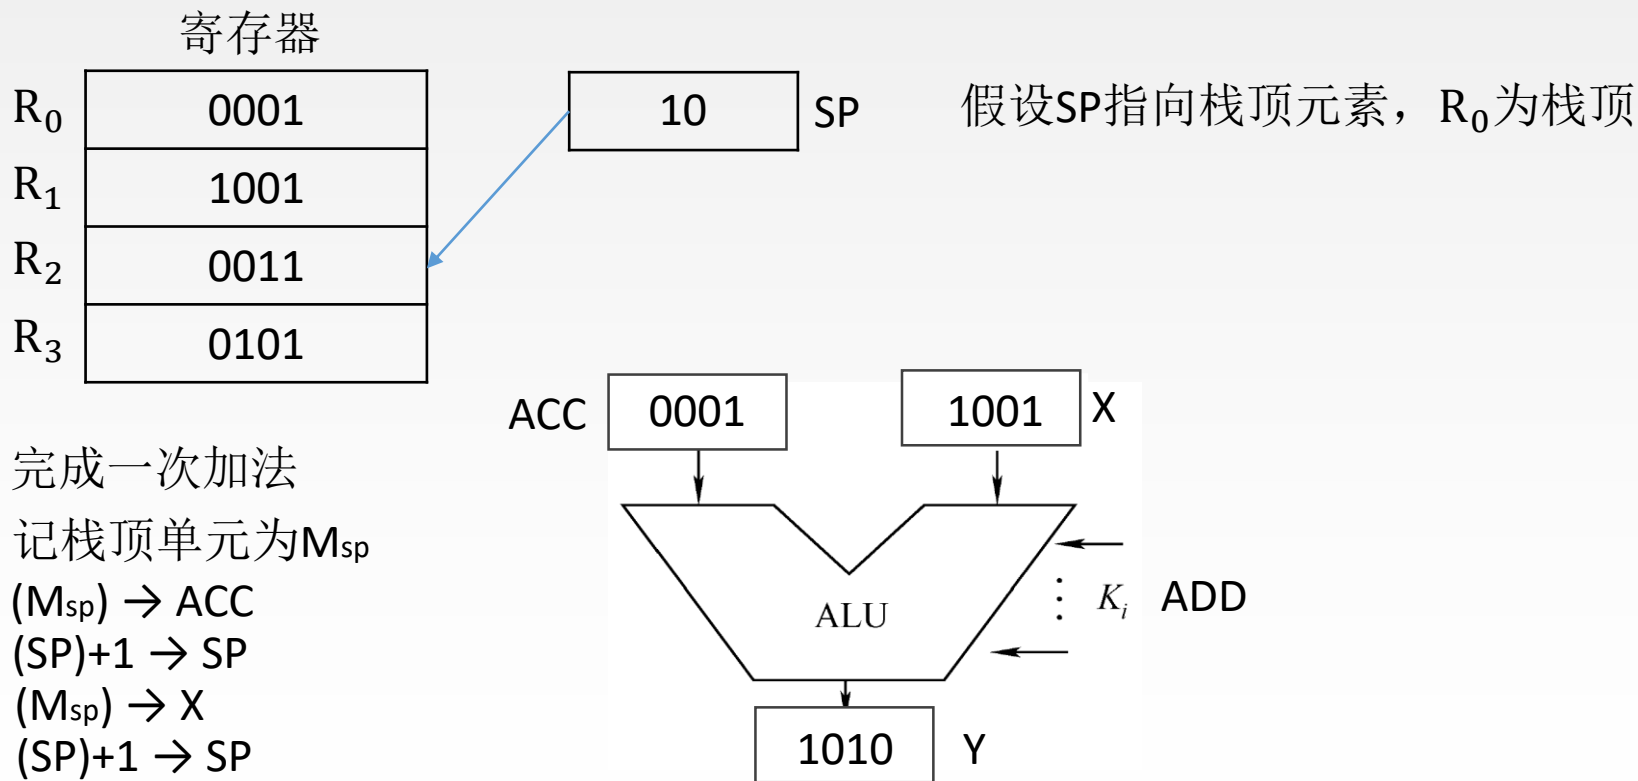 寄存器
R₀ 0001
R₁ 1001
R₂ 0011
R₃ 0101
10 SP
假设SP指向栈顶元素，R₀为栈顶
完成一次加法
记栈顶单元为Msp
(Msp) → ACC
(SP)+1 → SP
(Msp) → X
(SP)+1 → SP
ACC 0001
1001 X
ALU
⋮ Kᵢ ADD
1010 Y